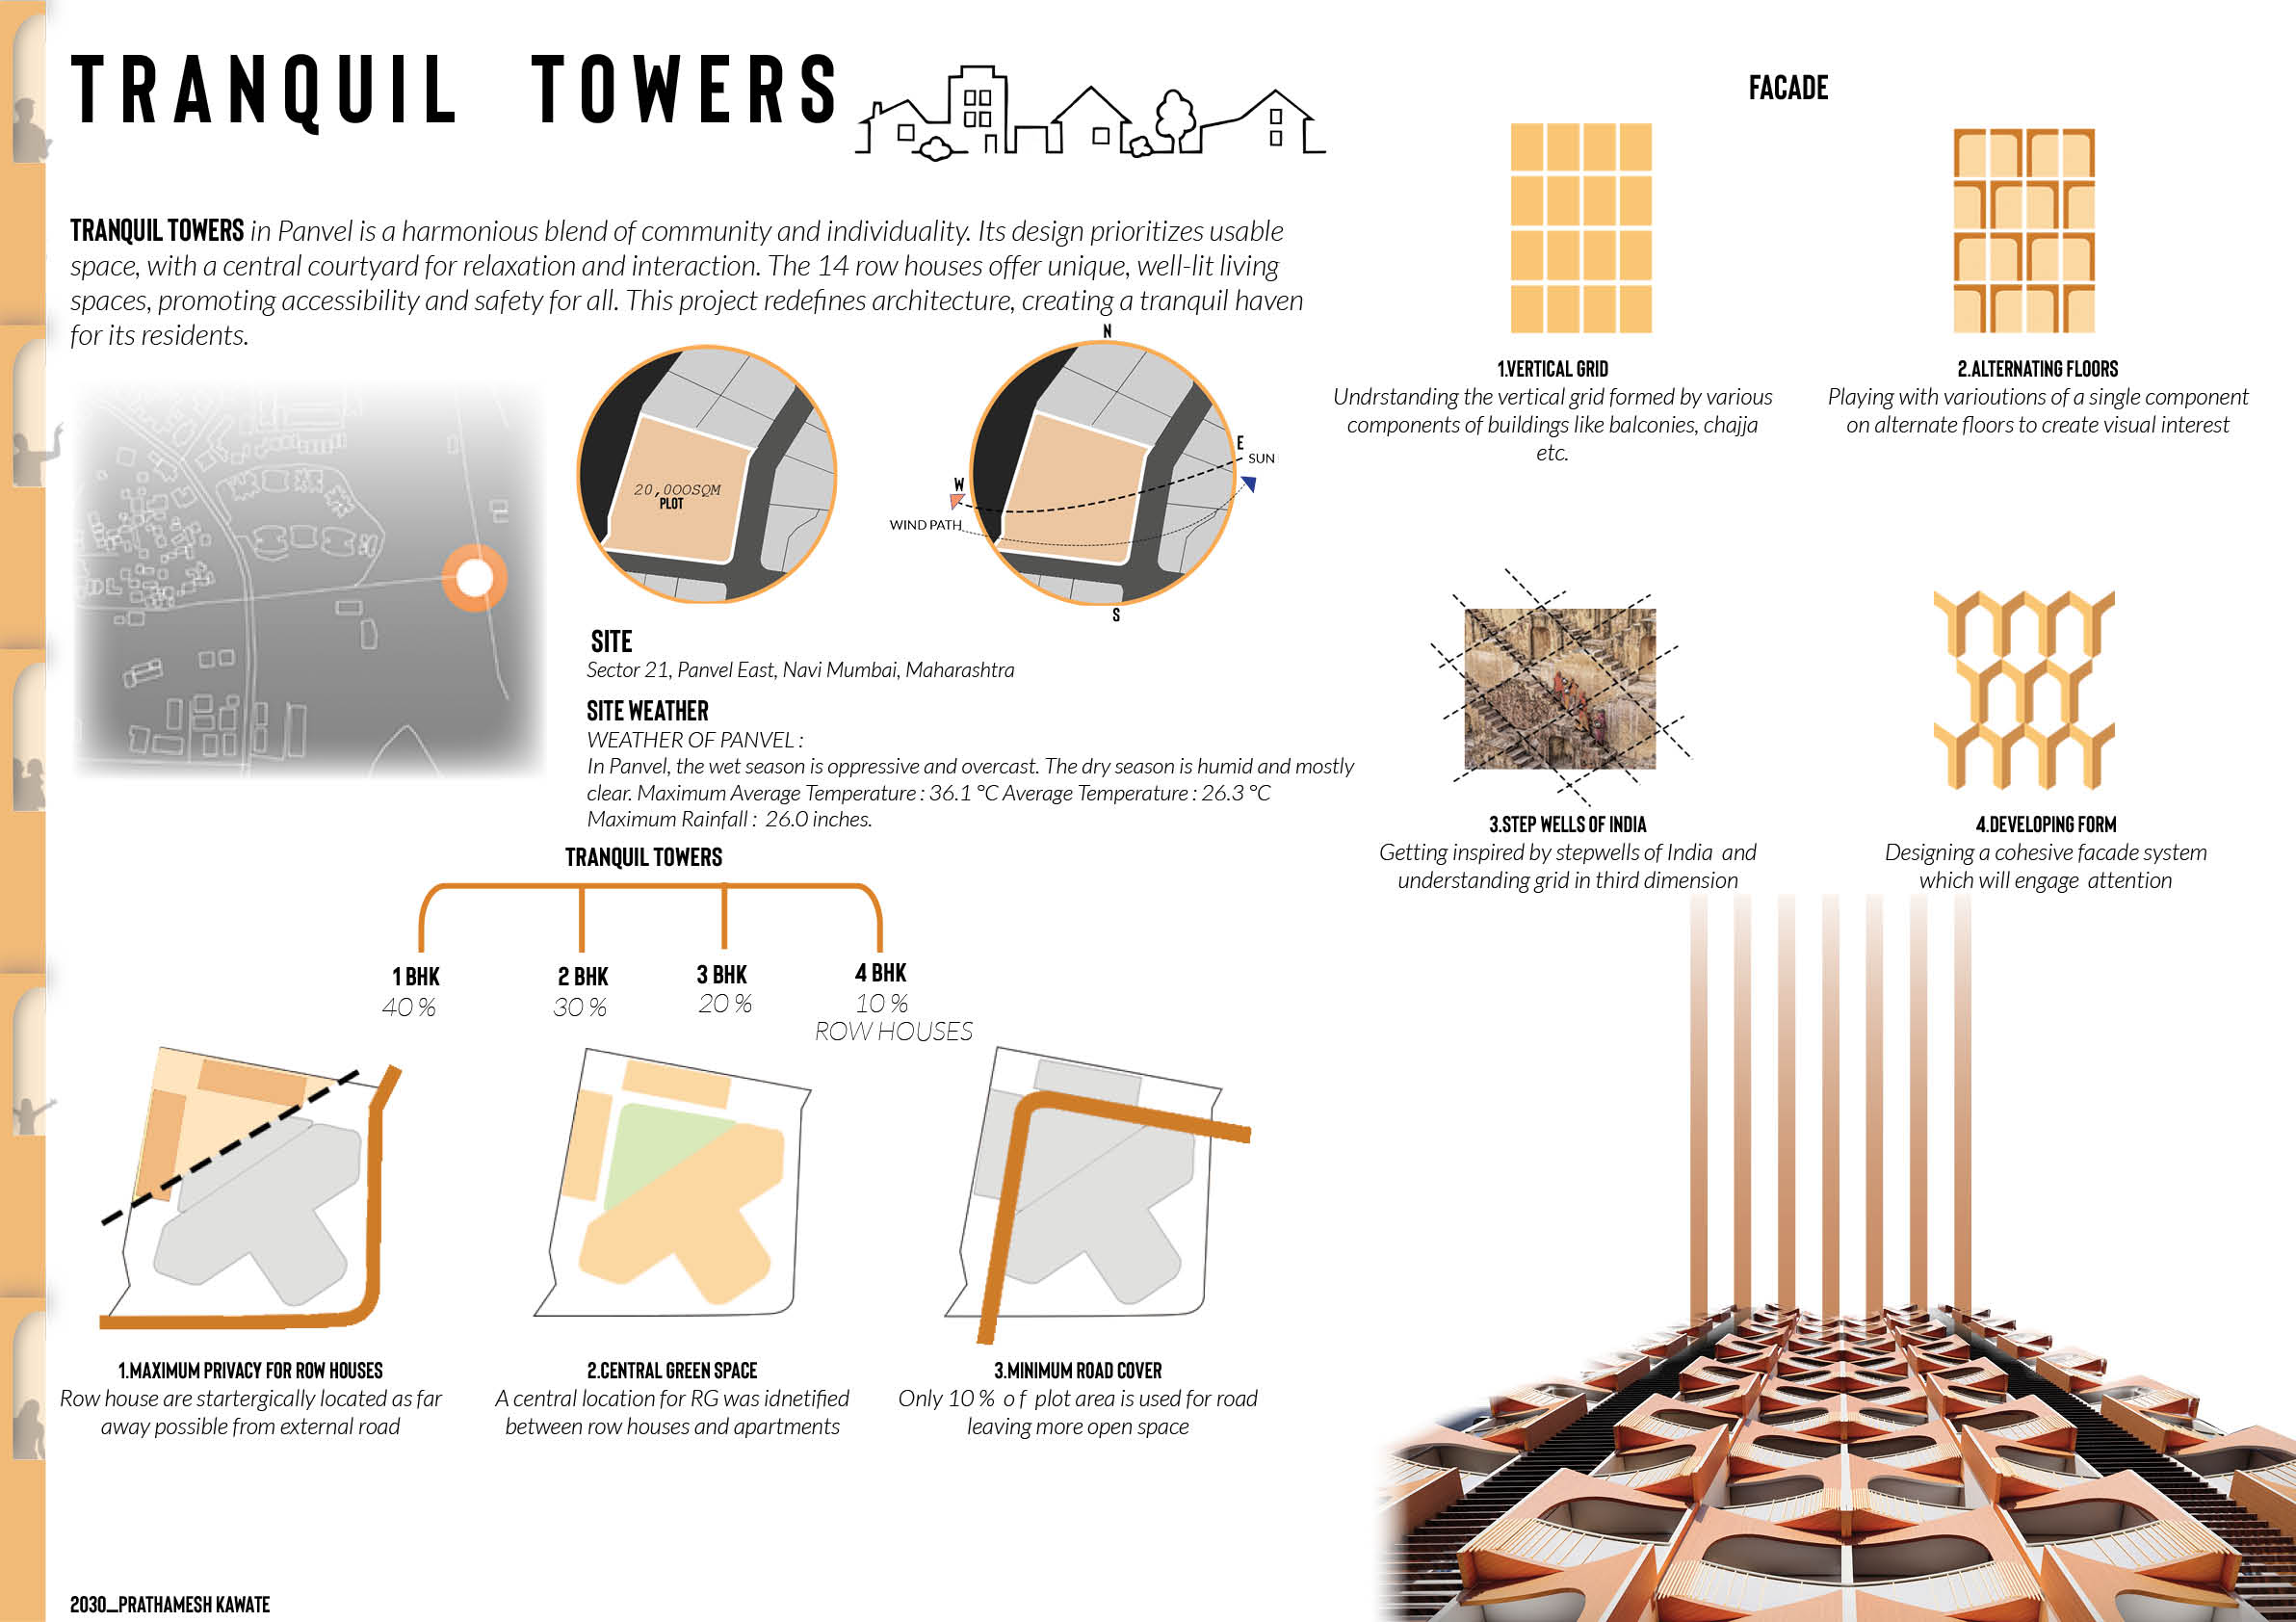 TRANQUIL TOWERS
TRANQUIL TOWERS in Panvel is a harmonious blend of community and individuality. Its design prioritizes usable
space, with a central courtyard for relaxation and interaction. The 14 row houses offer unique, well-lit living
spaces, promoting accessibility and safety for all. This project redefines architecture, creating a tranquil haven
for its residents.
20,000SQM
PLOT
N
E
SUN
W
WIND PATH
S
SITE
Sector 21, Panvel East, Navi Mumbai, Maharashtra
SITE WEATHER
WEATHER OF PANVEL :
In Panvel, the wet season is oppressive and overcast. The dry season is humid and mostly
clear. Maximum Average Temperature : 36.1 °C Average Temperature : 26.3 °C
Maximum Rainfall : 26.0 inches.
TRANQUIL TOWERS
1 BHK
40 %
2 BHK
30 %
3 BHK
20 %
4 BHK
10 %
ROW HOUSES
1.MAXIMUM PRIVACY FOR ROW HOUSES
Row house are startergically located as far
away possible from external road
2.CENTRAL GREEN SPACE
A central location for RG was idnetified
between row houses and apartments
3.MINIMUM ROAD COVER
Only 10 % o f plot area is used for road
leaving more open space
FACADE
1.VERTICAL GRID
Undrstanding the vertical grid formed by various
components of buildings like balconies, chajja
etc.
2.ALTERNATING FLOORS
Playing with varioutions of a single component
on alternate floors to create visual interest
3.STEP WELLS OF INDIA
Getting inspired by stepwells of India and
understanding grid in third dimension
4.DEVELOPING FORM
Designing a cohesive facade system
which will engage attention
2030_PRATHAMESH KAWATE